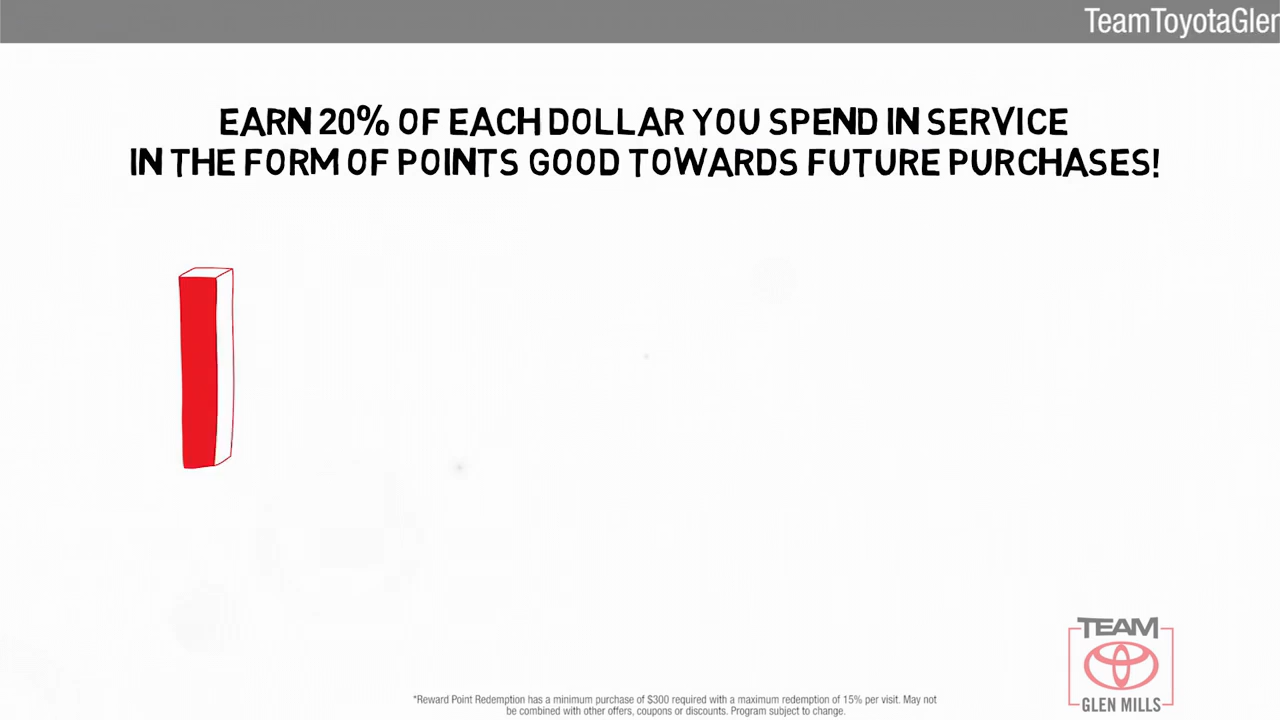 TeamToyotaGler
EARN 20% OF EACH DOLLAR YOU SPEND IN SERVICE
IN THE FORM OF POINTS GOOD TOWARDS FUTURE PURCHASES!
TEAM
GLEN MILLS
*Reward Point Redemption has a minimum purchase of $300 required with a maximum redemption of 15% per visit. May not
be combined with other offers, coupons or discounts. Program subject to change.